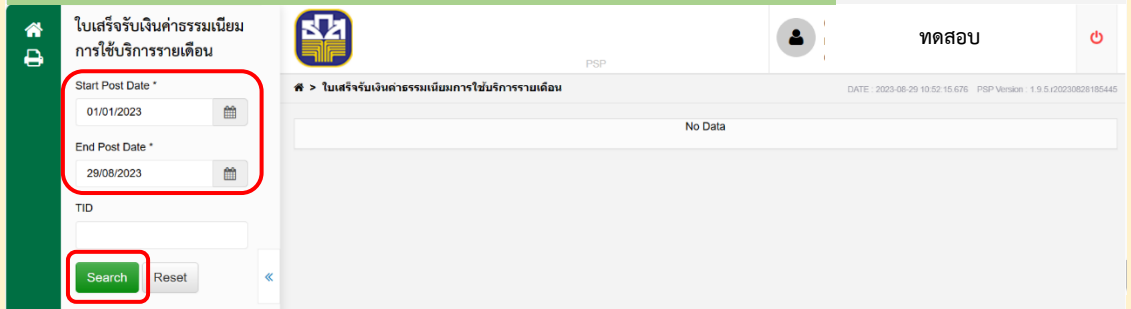 ใบเสร็จรับเงินค่าธรรมเนียม
การใช้บริการรายเดือน
Start Post Date *
01/01/2023
End Post Date *
29/08/2023
TID
Search Reset
«
PSP
ทดสอบ
> ใบเสร็จรับเงินค่าธรรมเนียมการใช้บริการรายเดือน
DATE : 2023-08-29 10:52:15.676 PSP Version : 1.9.5.r20230828185445
No Data